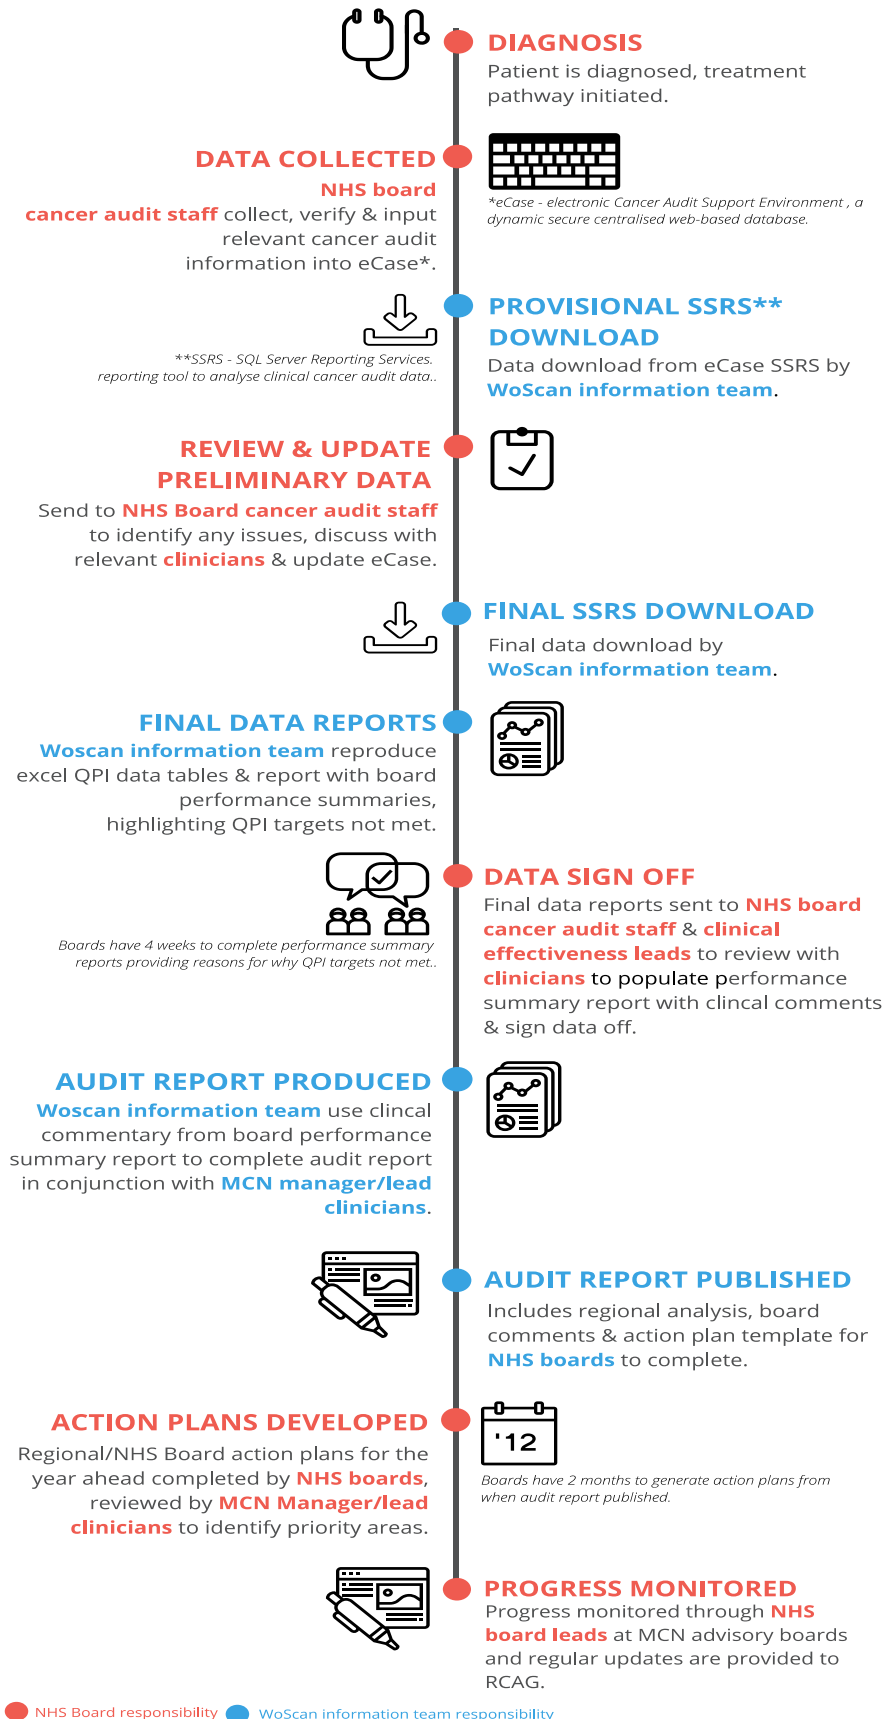 DIAGNOSIS
Patient is diagnosed, treatment
pathway initiated.
DATA COLLECTED
NHS board
cancer audit staff collect, verify & input
relevant cancer audit
information into eCase*.
*eCase - electronic Cancer Audit Support Environment , a
dynamic secure centralised web-based database.
PROVISIONAL SSRS**
DOWNLOAD
Data download from eCase SSRS by
WoScan information team.
**SSRS - SQL Server Reporting Services.
reporting tool to analyse clinical cancer audit data..
REVIEW & UPDATE
PRELIMINARY DATA
Send to NHS Board cancer audit staff
to identify any issues, discuss with
relevant clinicians & update eCase.
FINAL SSRS DOWNLOAD
Final data download by
WoScan information team.
FINAL DATA REPORTS
Woscan information team reproduce
excel QPI data tables & report with board
performance summaries,
highlighting QPI targets not met.
DATA SIGN OFF
Final data reports sent to NHS board
cancer audit staff & clinical
effectiveness leads to review with
clinicians to populate performance
summary report with clincal comments
& sign data off.
Boards have 4 weeks to complete performance summary
reports providing reasons for why QPI targets not met..
AUDIT REPORT PRODUCED
Woscan information team use clincal
commentary from board performance
summary report to complete audit report
in conjunction with MCN manager/lead
clinicians.
AUDIT REPORT PUBLISHED
Includes regional analysis, board
comments & action plan template for
NHS boards to complete.
ACTION PLANS DEVELOPED
Regional/NHS Board action plans for the
year ahead completed by NHS boards,
reviewed by MCN Manager/lead
clinicians to identify priority areas.
'12
Boards have 2 months to generate action plans from
when audit report published.
PROGRESS MONITORED
Progress monitored through NHS
board leads at MCN advisory boards
and regular updates are provided to
RCAG.
NHS Board responsibility
WoScan information team responsibility